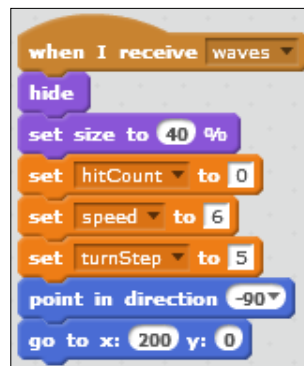 when I receive waves
hide
set size to 40 %
set hitCount to 0
set speed to 6
set turnStep to 5
point in direction -90
go to x: 200 y: 0